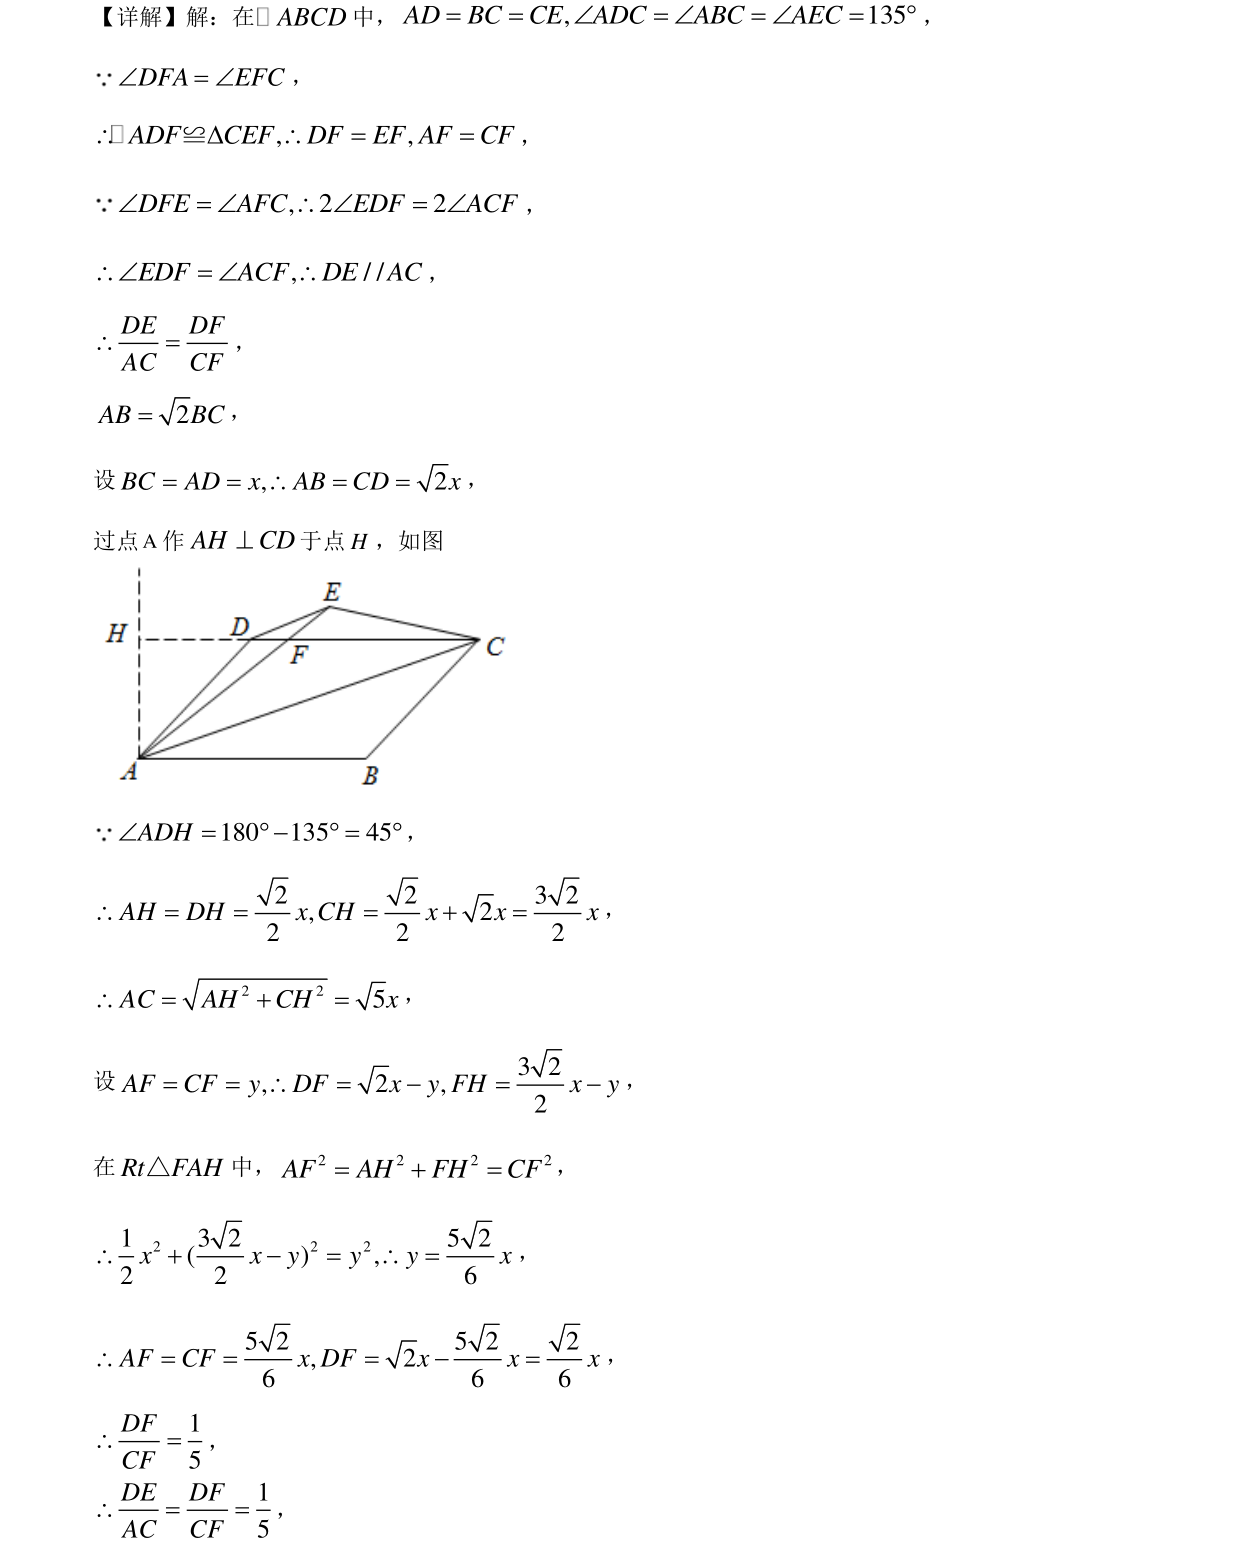 【详解】解：在□ ABCD 中， AD = BC = CE, ∠ADC = ∠ABC = ∠AEC = 135°，
∵ ∠DFA = ∠EFC，
∴□ ADF ≌ ΔCEF, ∴ DF = EF, AF = CF，
∵ ∠DFE = ∠AFC, ∴ 2∠EDF = 2∠ACF，
∴ ∠EDF = ∠ACF, ∴ DE / / AC，
∴ DE/AC = DF/CF，
AB = √2BC，
设 BC = AD = x, ∴ AB = CD = √2x，
过点 A 作 AH ⊥ CD 于点 H，如图
E
H
D
F
C
A
B
∵ ∠ADH = 180° − 135° = 45°，
∴ AH = DH = √2/2 x, CH = √2/2 x + √2x = 3√2/2 x，
∴ AC = √(AH² + CH²) = √5x，
设 AF = CF = y, ∴ DF = √2x − y, FH = 3√2/2 x − y，
在 Rt△FAH 中， AF² = AH² + FH² = CF²，
∴ 1/2 x² + (3√2/2 x − y)² = y², ∴ y = 5√2/6 x，
∴ AF = CF = 5√2/6 x, DF = √2x − 5√2/6 x = √2/6 x，
∴ DF/CF = 1/5，
∴ DE/AC = DF/CF = 1/5，